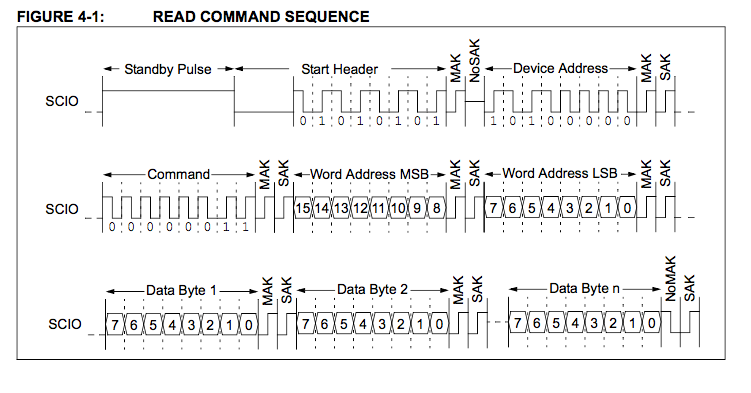 FIGURE 4-1: READ COMMAND SEQUENCE
Standby Pulse Start Header MAK NoSAK Device Address MAK SAK
SCIO
0 1 0 1 0 1 0 1 1 0 1 0 0 0 0 0
Command MAK SAK Word Address MSB MAK SAK Word Address LSB MAK SAK
SCIO 15 14 13 12 11 10 9 8 7 6 5 4 3 2 1 0
0 0 0 0 0 0 1 1
Data Byte 1 MAK SAK Data Byte 2 MAK SAK Data Byte n NoMAK SAK
SCIO 7 6 5 4 3 2 1 0 7 6 5 4 3 2 1 0 7 6 5 4 3 2 1 0